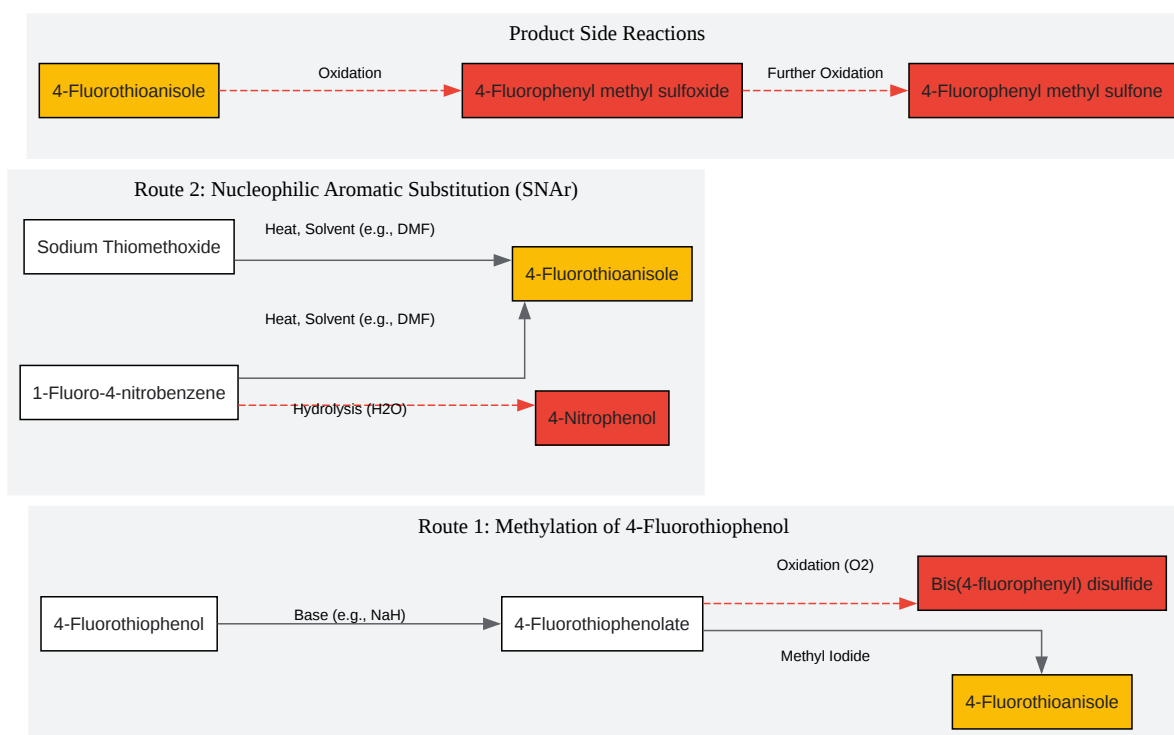 Product Side Reactions
4-Fluorothioanisole
Oxidation
4-Fluorophenyl methyl sulfoxide
Further Oxidation
4-Fluorophenyl methyl sulfone
Route 2: Nucleophilic Aromatic Substitution (SNAr)
Sodium Thiomethoxide
Heat, Solvent (e.g., DMF)
4-Fluorothioanisole
Heat, Solvent (e.g., DMF)
1-Fluoro-4-nitrobenzene
Hydrolysis (H2O)
4-Nitrophenol
Route 1: Methylation of 4-Fluorothiophenol
4-Fluorothiophenol
Base (e.g., NaH)
4-Fluorothiophenolate
Oxidation (O2)
Bis(4-fluorophenyl) disulfide
Methyl Iodide
4-Fluorothioanisole